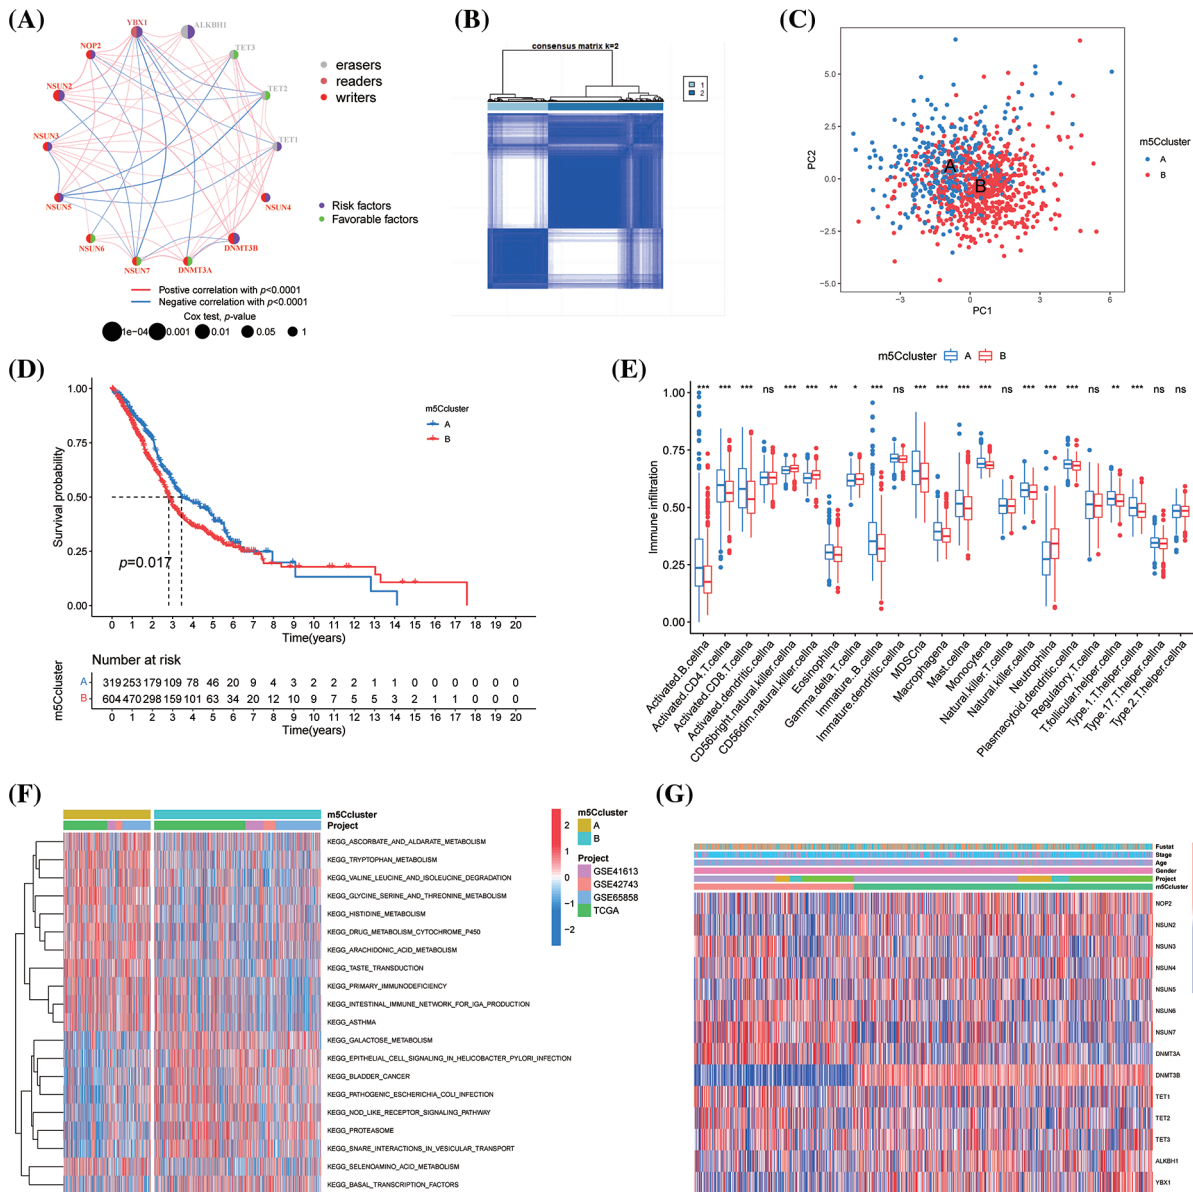 (A)
YBX1
ALKBH1
NOP2
TET3
NSUN2
TET2
NSUN3
TET1
NSUN5
NSUN4
NSUN6
DNMT3B
NSUN7
DNMT3A
erasers
readers
writers
Risk factors
Favorable factors
Postive correlation with p<0.0001
Negative correlation with p<0.0001
Cox test, p-value
1e−04 0.001 0.01 0.05 1
(B)
consensus matrix k=2
1
2
(C)
PC2
5.0
2.5
0.0
−2.5
−5.0
A
B
−3 0 3 6
PC1
m5Ccluster
A
B
(D)
Survival probability
1.00
0.75
0.50
0.25
0.00
p=0.017
m5Ccluster
A
B
0 1 2 3 4 5 6 7 8 9 10 11 12 13 14 15 16 17 18 19 20
Time(years)
Number at risk
m5Ccluster
A 319 253 179 109 78 46 20 9 4 3 2 2 2 1 1 0 0 0 0 0 0
B 604 470 298 159 101 63 34 20 12 10 9 7 5 5 3 2 1 1 0 0 0
0 1 2 3 4 5 6 7 8 9 10 11 12 13 14 15 16 17 18 19 20
Time(years)
(E)
m5Ccluster A B
Immune infiltration
1.00
0.75
0.50
0.25
0.00
*** *** *** ns *** *** ** * *** ns *** *** *** *** ns *** *** *** ns ** *** ns ns
Activated.B.cellna
Activated.CD4.T.cellna
Activated.CD8.T.cellna
Activated.dendritic.cellna
CD56bright.natural.killer.cellna
CD56dim.natural.killer.cellna
Eosinophilna
Gamma.delta.T.cellna
Immature.B.cellna
Immature.dendritic.cellna
MDSCna
Macrophagena
Mast.cellna
Monocytena
Natural.killer.T.cellna
Natural.killer.cellna
Neutrophilna
Plasmacytoid.dendritic.cellna
Regulatory.T.cellna
T.follicular.helper.cellna
Type.1.T.helper.cellna
Type.17.T.helper.cellna
Type.2.T.helper.cellna
(F)
m5Ccluster
Project
KEGG_ASCORBATE_AND_ALDARATE_METABOLISM
KEGG_TRYPTOPHAN_METABOLISM
KEGG_VALINE_LEUCINE_AND_ISOLEUCINE_DEGRADATION
KEGG_GLYCINE_SERINE_AND_THREONINE_METABOLISM
KEGG_HISTIDINE_METABOLISM
KEGG_DRUG_METABOLISM_CYTOCHROME_P450
KEGG_ARACHIDONIC_ACID_METABOLISM
KEGG_TASTE_TRANSDUCTION
KEGG_PRIMARY_IMMUNODEFICIENCY
KEGG_INTESTINAL_IMMUNE_NETWORK_FOR_IGA_PRODUCTION
KEGG_ASTHMA
KEGG_GALACTOSE_METABOLISM
KEGG_EPITHELIAL_CELL_SIGNALING_IN_HELICOBACTER_PYLORI_INFECTION
KEGG_BLADDER_CANCER
KEGG_PATHOGENIC_ESCHERICHIA_COLI_INFECTION
KEGG_NOD_LIKE_RECEPTOR_SIGNALING_PATHWAY
KEGG_PROTEASOME
KEGG_SNARE_INTERACTIONS_IN_VESICULAR_TRANSPORT
KEGG_SELENOAMINO_ACID_METABOLISM
KEGG_BASAL_TRANSCRIPTION_FACTORS
2
1
0
−1
−2
m5Ccluster
A
B
Project
GSE41613
GSE42743
GSE65858
TCGA
(G)
Fustat
Stage
Age
Gender
Project
m5Ccluster
NOP2
NSUN2
NSUN3
NSUN4
NSUN5
NSUN6
NSUN7
DNMT3A
DNMT3B
TET1
TET2
TET3
ALKBH1
YBX1